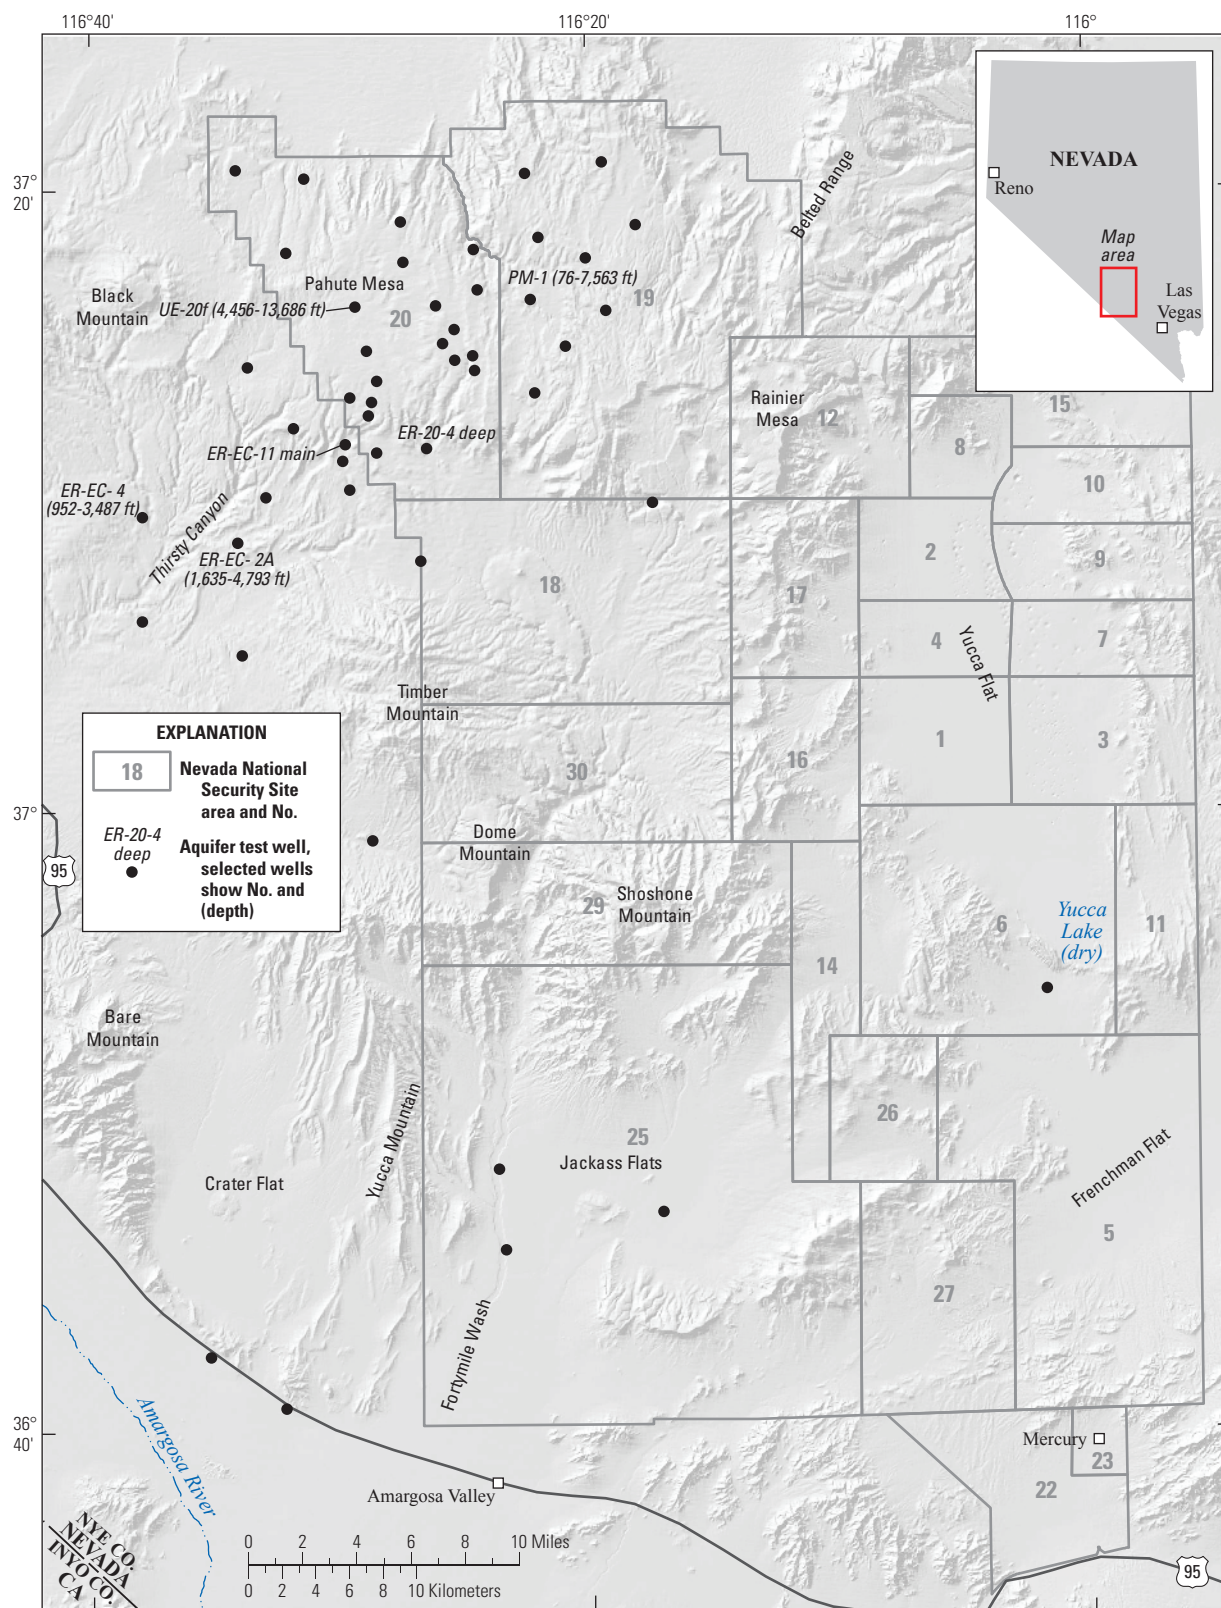 116°40'
116°20'
116°
37°
20'
37°
36°
40'
NEVADA
Reno
Map
area
Las
Vegas
Belted Range
Black
Mountain
Pahute Mesa
UE-20f (4,456-13,686 ft)
20
PM-1 (76-7,563 ft)
19
Rainier
Mesa
12
15
8
10
ER-20-4 deep
ER-EC-11 main
ER-EC- 4
(952-3,487 ft)
Thirsty Canyon
ER-EC- 2A
(1,635-4,793 ft)
18
17
2
9
4
7
Yucca Flat
Timber
Mountain
1
3
16
30
EXPLANATION
18
Nevada National
Security Site
area and No.
ER-20-4
deep
Aquifer test well,
selected wells
show No. and
(depth)
95
Dome
Mountain
Shoshone
Mountain
29
6
Yucca
Lake
(dry)
11
14
Bare
Mountain
Yucca Mountain
Crater Flat
25
Jackass Flats
26
Frenchman Flat
5
27
Fortymile Wash
Amargosa River
Amargosa Valley
Mercury
23
22
95
NYE CO.
NEVADA
INYO CO.
CA
0 2 4 6 8 10 Miles
0 2 4 6 8 10 Kilometers